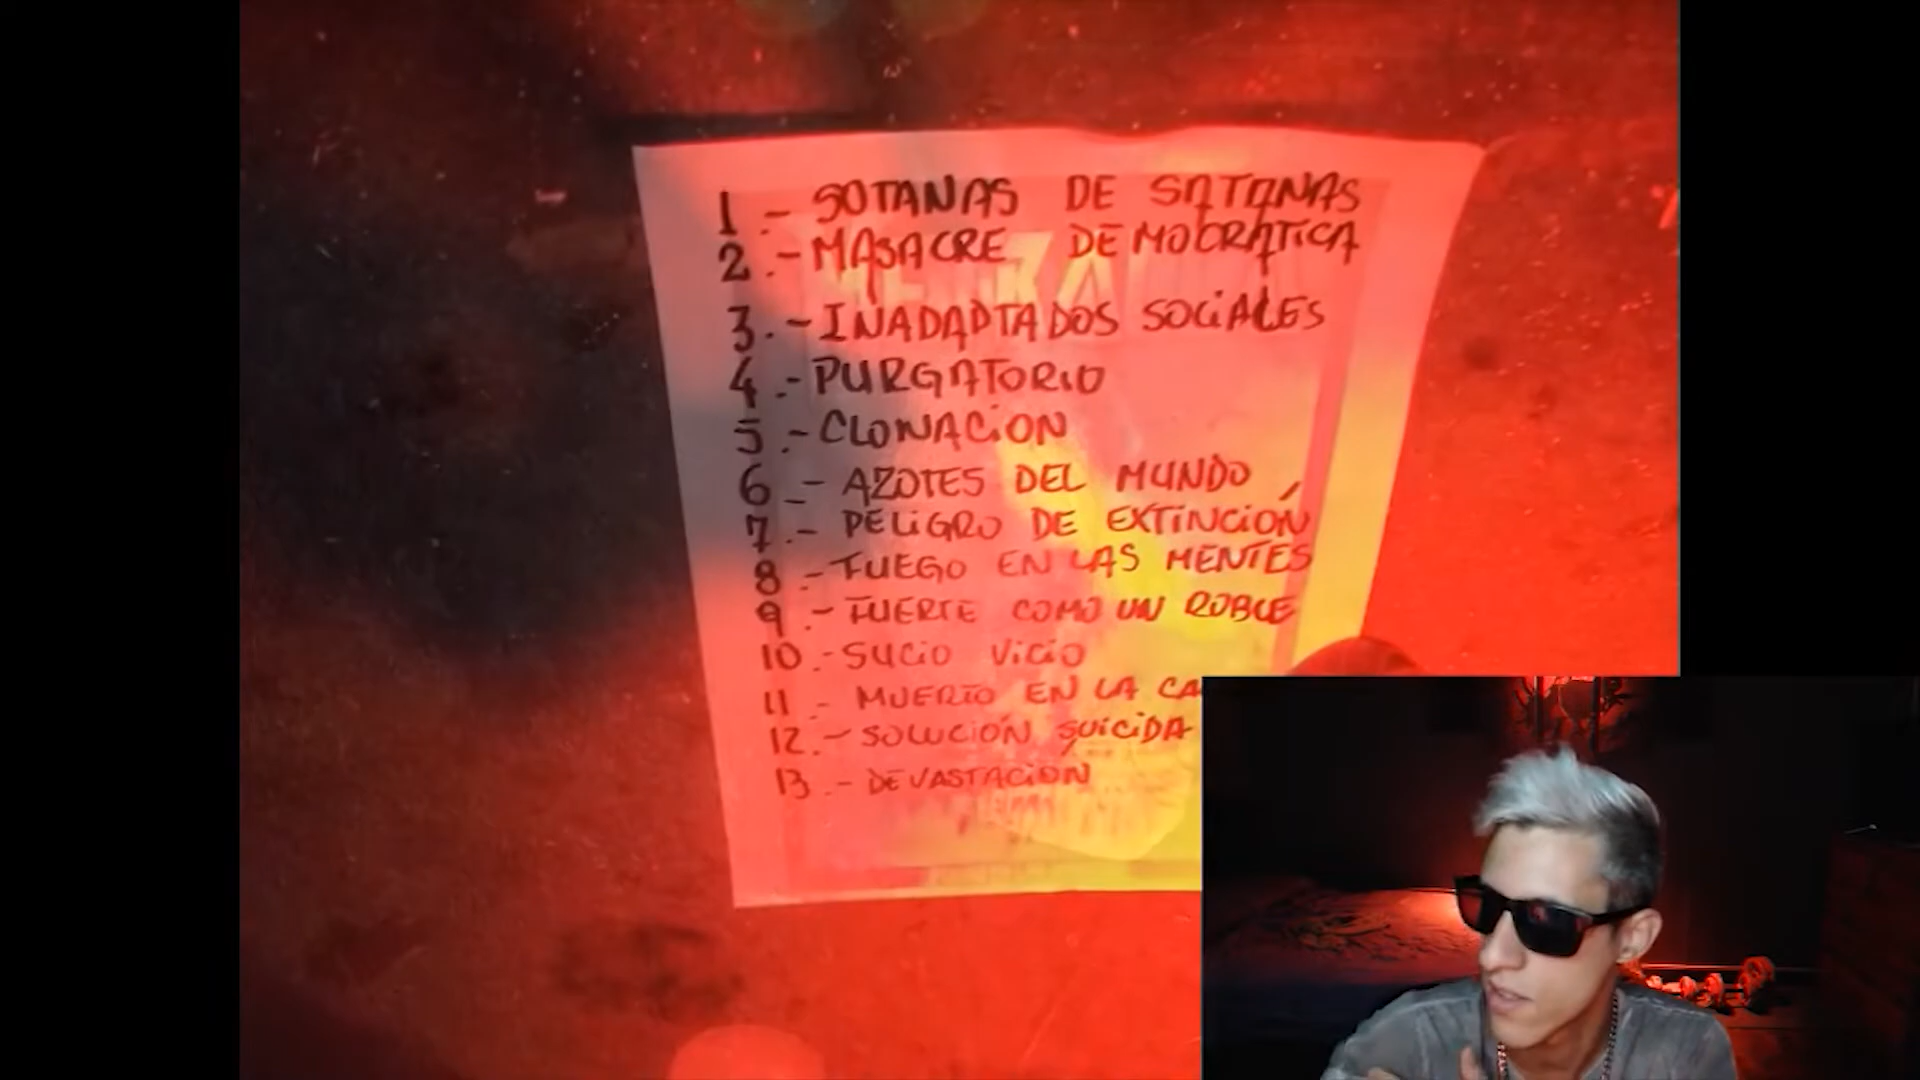 1.- SOTANAS DE SATANAS
2.- MASACRE DEMOCRATICA
3.- INADAPTADOS SOCIALES
4.- PURGATORIO
5.- CLONACION
6.- AZOTES DEL MUNDO
7.- PELIGRO DE EXTINCIÓN
8.- FUEGO EN LAS MENTES
9.- FUERTE COMO UN ROBLE
10.- SUCIO VICIO
11.- MUERTO EN LA
12.- SOLUCIÓN SUICIDA
13.- DEVASTACION